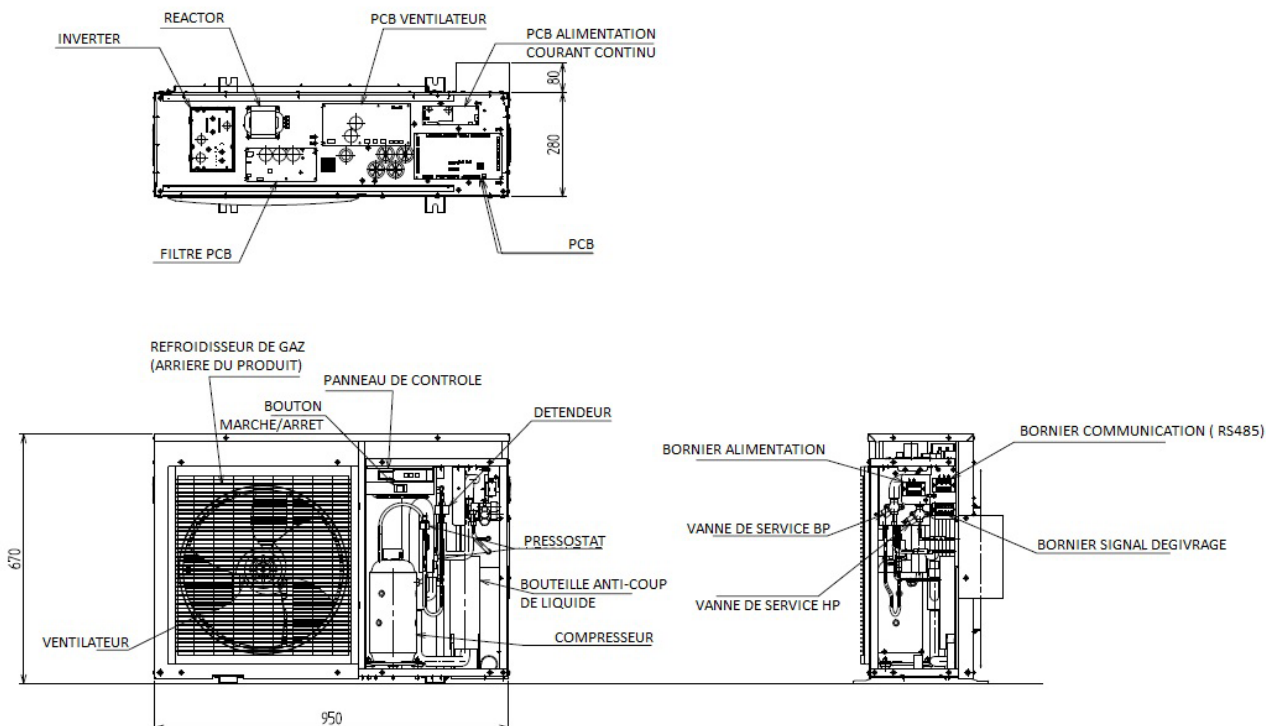 REACTOR
INVERTER
PCB VENTILATEUR
PCB ALIMENTATION
COURANT CONTINU
80
280
FILTRE PCB
PCB
REFROIDISSEUR DE GAZ
(ARRIERE DU PRODUIT)
PANNEAU DE CONTROLE
BOUTON
MARCHE/ARRET
DETENDEUR
PRESSOSTAT
BOUTEILLE ANTI-COUP
DE LIQUIDE
COMPRESSEUR
VENTILATEUR
670
950
BORNIER COMMUNICATION ( RS485)
BORNIER ALIMENTATION
VANNE DE SERVICE BP
BORNIER SIGNAL DEGIVRAGE
VANNE DE SERVICE HP